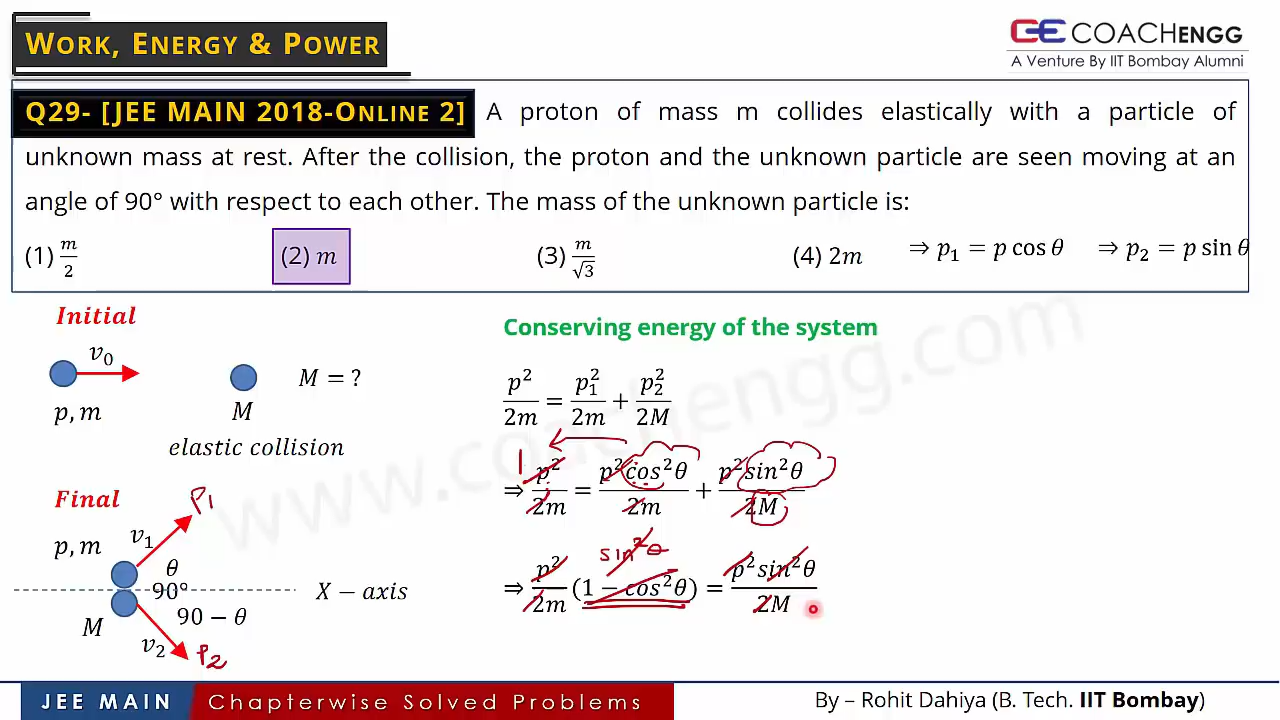 WORK, ENERGY & POWER
CE COACHENGG
A Venture By IIT Bombay Alumni
Q29- [JEE MAIN 2018-ONLINE 2] A proton of mass m collides elastically with a particle of
unknown mass at rest. After the collision, the proton and the unknown particle are seen moving at an
angle of 90° with respect to each other. The mass of the unknown particle is:
(1) m/2 (2) m (3) m/√3 (4) 2m ⇒ p₁ = p cos θ ⇒ p₂ = p sin θ
Initial
v₀
M = ?
p, m
M
elastic collision
Final
P₁
p, m
v₁
θ
90°
X − axis
90 − θ
M
v₂
P₂
Conserving energy of the system
p²/2m = p₁²/2m + p₂²/2M
1
⇒ p²/2m = p²cos²θ/2m + p²sin²θ/2M
sin²θ
⇒ p²/2m (1 − cos²θ) = p²sin²θ/2M
www.coachengg.com
JEE MAIN Chapterwise Solved Problems By – Rohit Dahiya (B. Tech. IIT Bombay)